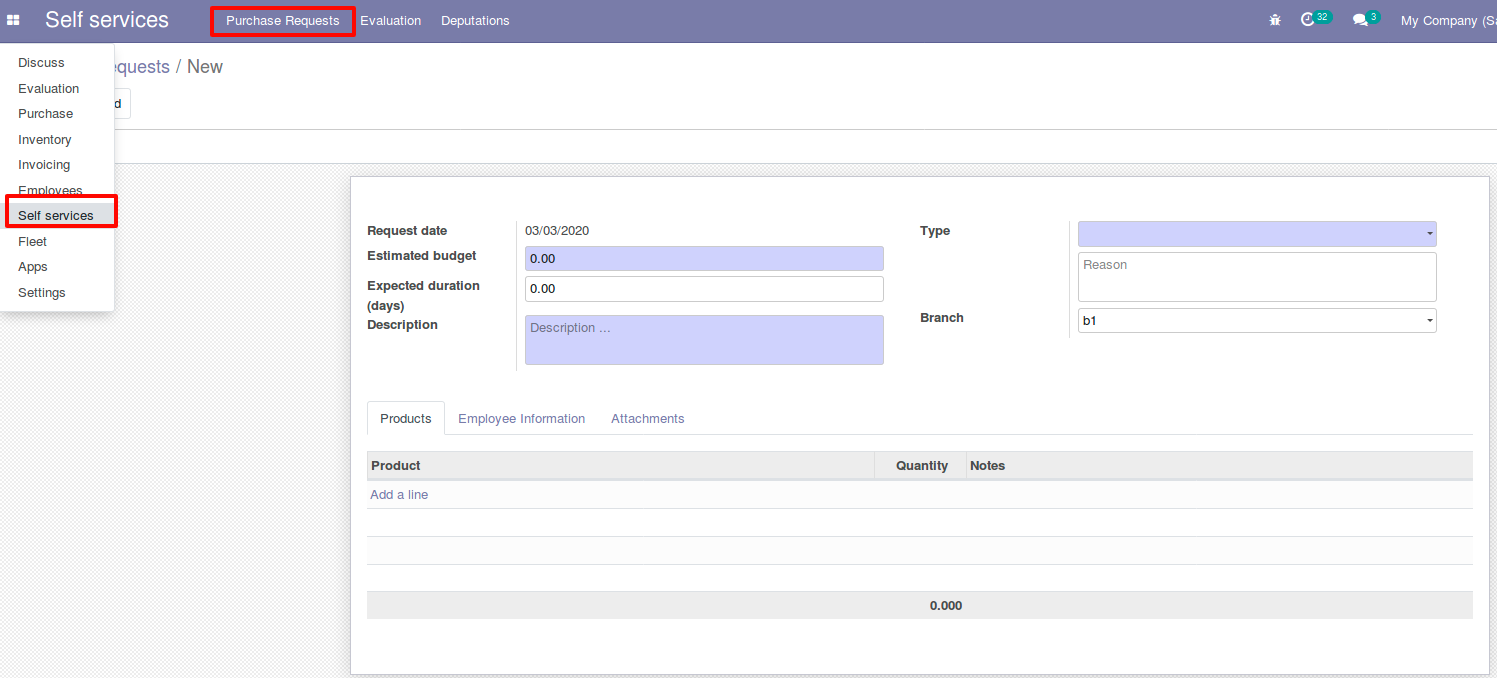 Self services Purchase Requests Evaluation Deputations 32 3 My Company (Sa
Discuss
Evaluation
Purchase
Inventory
Invoicing
Employees
Self services
Fleet
Apps
Settings
equests / New
d
Request date 03/03/2020
Estimated budget 0.00
Expected duration (days) 0.00
Description Description ...
Type
Reason
Branch b1
Products Employee Information Attachments
Product Quantity Notes
Add a line
0.000